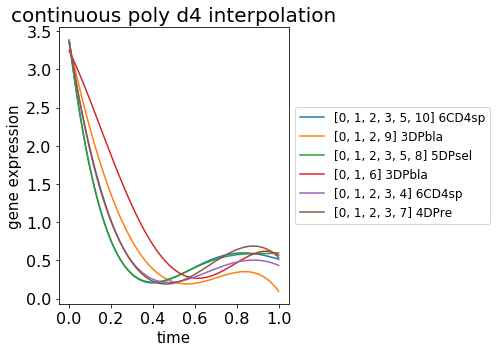 continuous poly d4 interpolation
gene expression
3.5
3.0
2.5
2.0
1.5
1.0
0.5
0.0
0.0 0.2 0.4 0.6 0.8 1.0
time
[0, 1, 2, 3, 5, 10] 6CD4sp
[0, 1, 2, 9] 3DPbla
[0, 1, 2, 3, 5, 8] 5DPsel
[0, 1, 6] 3DPbla
[0, 1, 2, 3, 4] 6CD4sp
[0, 1, 2, 3, 7] 4DPre